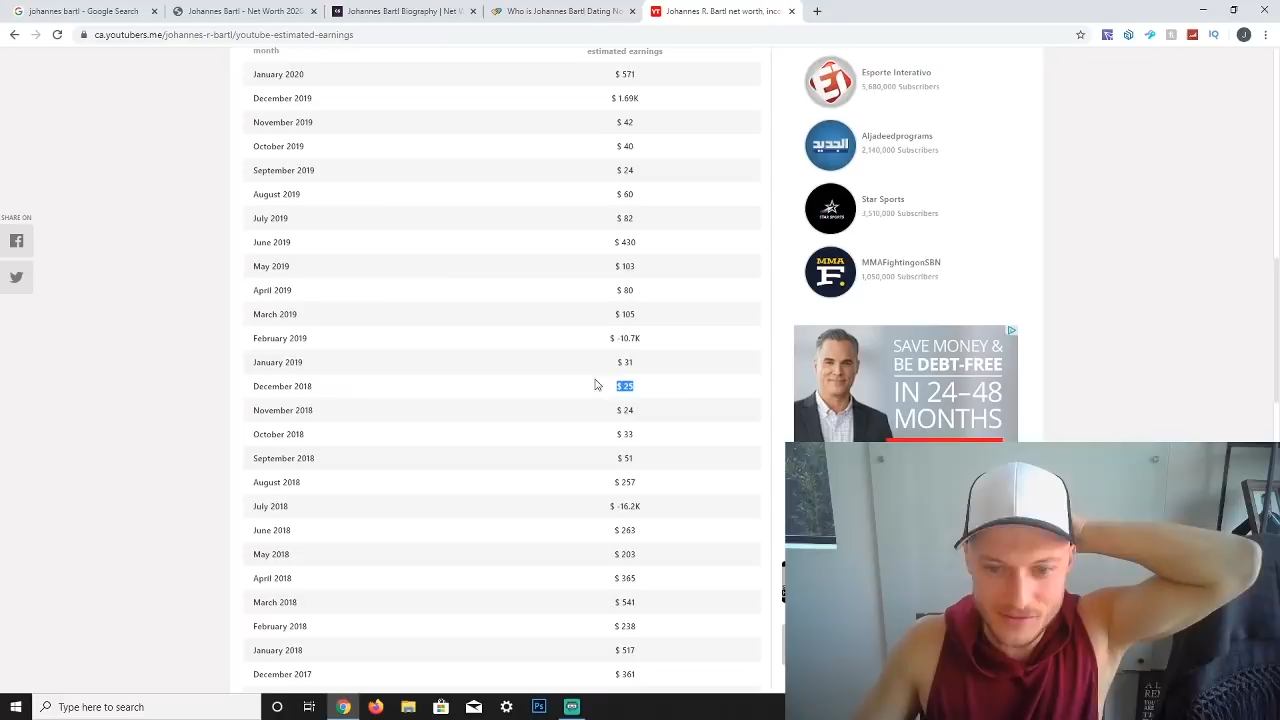 johannes bartl - Google Search
Johannes Bartl - Net Worth 2020
Johannes Bartl Biography | Net W
Who is Johannes Bartl Dating No
Johannes R. Bartl net worth, inco
ca.youtubers.me/johannes-r-bartl/youtube-estimated-earnings
month estimated earnings
January 2020 $ 571
December 2019 $ 1.69K
November 2019 $ 42
October 2019 $ 40
September 2019 $ 24
August 2019 $ 60
July 2019 $ 82
June 2019 $ 430
May 2019 $ 103
April 2019 $ 80
March 2019 $ 105
February 2019 $ -10.7K
January 2019 $ 31
December 2018 $ 25
November 2018 $ 24
October 2018 $ 33
September 2018 $ 51
August 2018 $ 257
July 2018 $ -16.2K
June 2018 $ 263
May 2018 $ 203
April 2018 $ 365
March 2018 $ 541
February 2018 $ 238
January 2018 $ 517
December 2017 $ 361
SHARE ON
Esporte Interativo
5,680,000 Subscribers
Aljadeedprograms
2,140,000 Subscribers
الجديد
Star Sports
3,510,000 Subscribers
STAR SPORTS
MMAFightingonSBN
1,050,000 Subscribers
MMA
F.
SAVE MONEY &
BE DEBT-FREE
IN 24–48
MONTHS
Type here to search